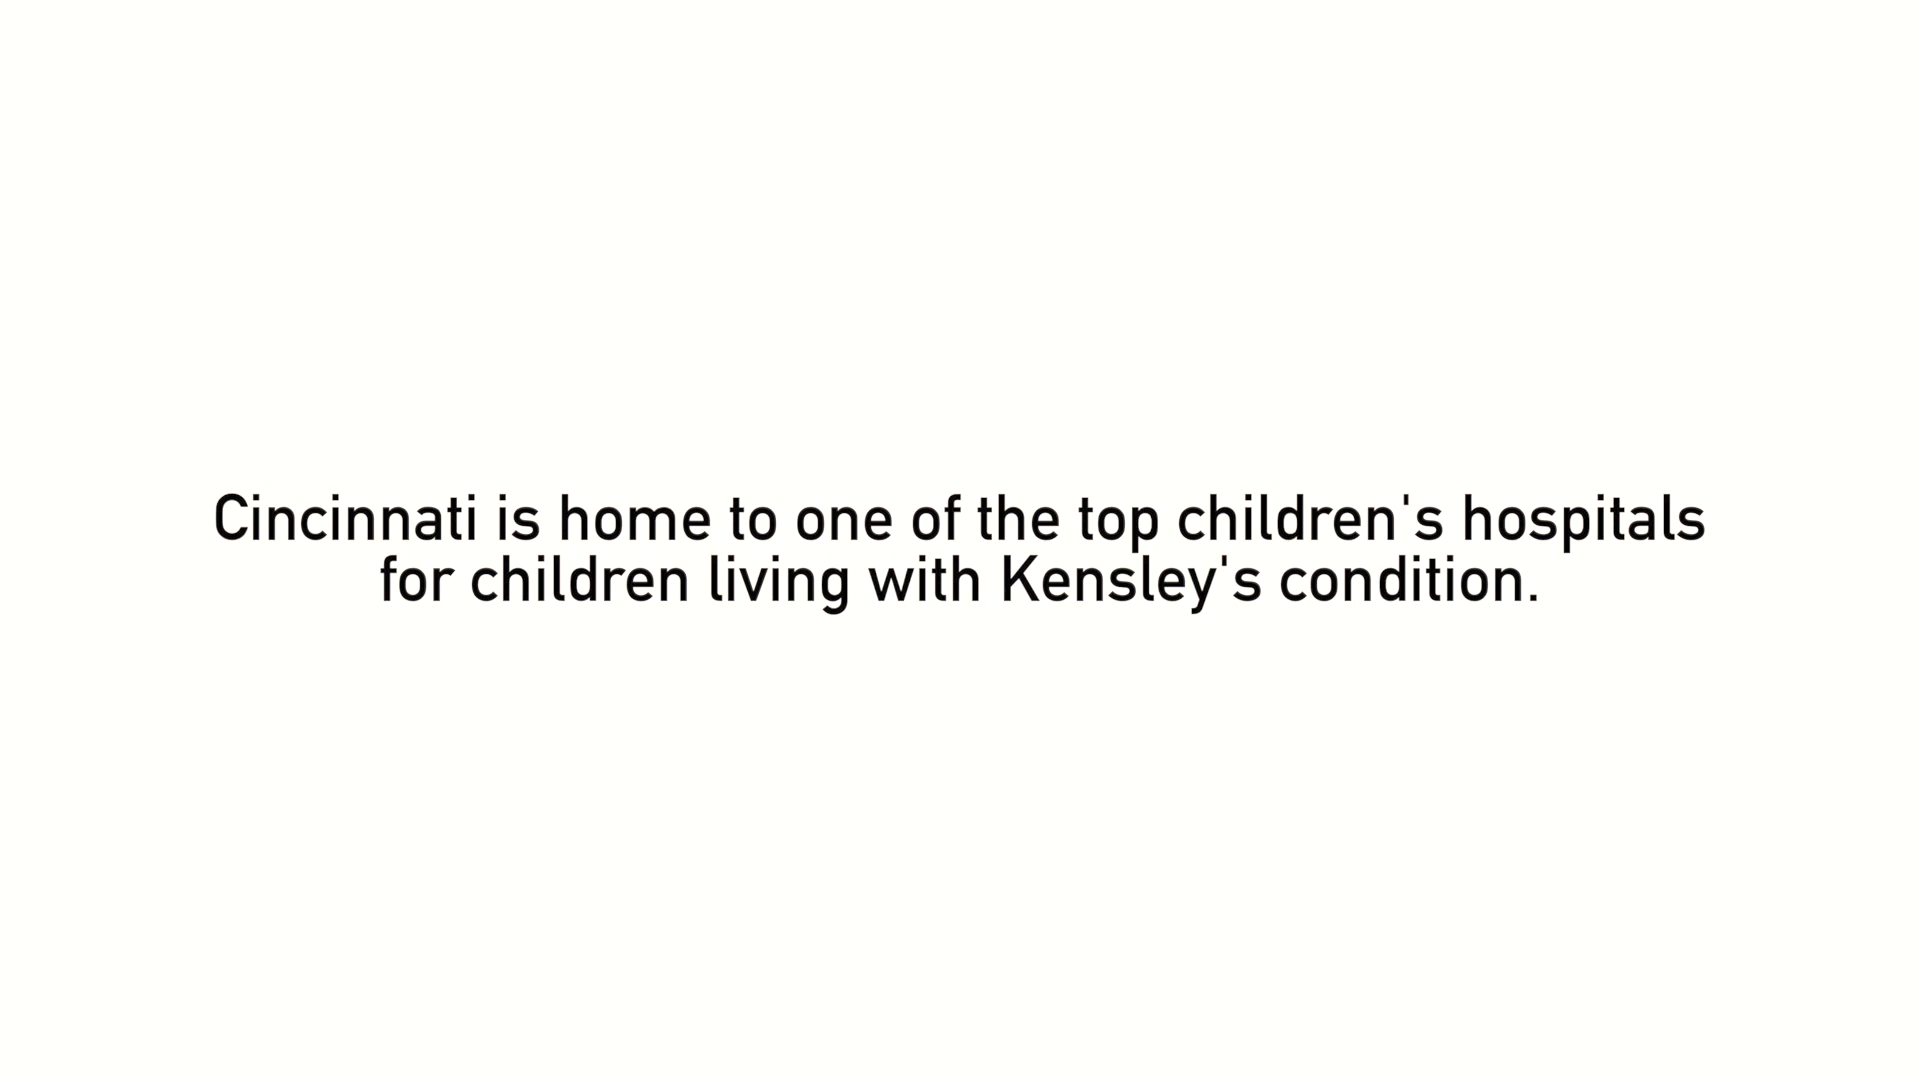 Cincinnati is home to one of the top children's hospitals
for children living with Kensley's condition.